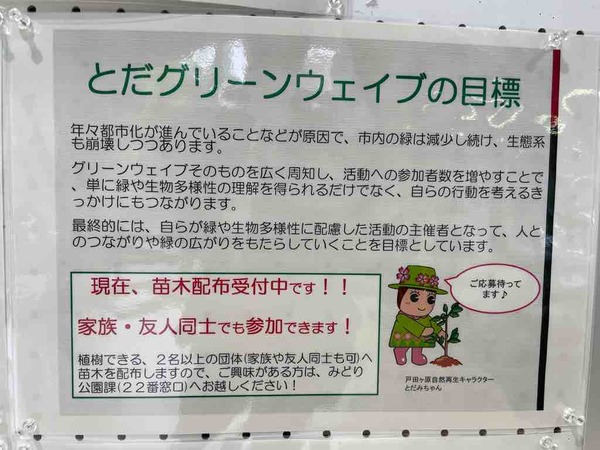 とだグリーンウェイブの目標
年々都市化が進んでいることなどが原因で、市内の緑は減少し続け、生態系
も崩壊しつつあります。
グリーンウェイブそのものを広く周知し、活動への参加者数を増やすことで
、単に緑や生物多様性の理解を得られるだけでなく、自らの行動を考えるき
っかけにもつながります。
最終的には、自らが緑や生物多様性に配慮した活動の主催者となって、人と
のつながりや緑の広がりをもたらしていくことを目標としています。
現在、苗木配布受付中です!!
家族・友人同士でも参加できます!
植樹できる、2名以上の団体(家族や友人同士も可)へ
苗木を配布しますので、ご興味がある方は、みどり
公園課(22番窓口)へお越しください!
ご応募待って
ます♪
戸田ヶ原自然再生キャラクター
とだみちゃん